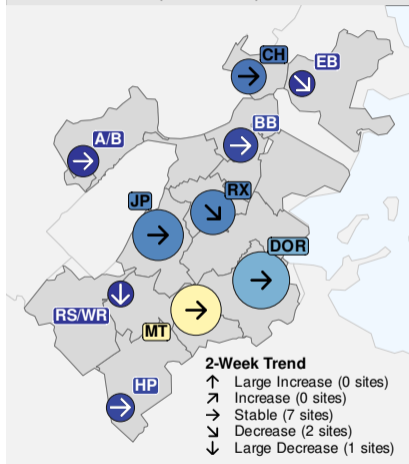 CH
EB
BB
A/B
RX
JP
DOR
RS/WR
MT
HP
2-Week Trend
↑ Large Increase (0 sites)
↗ Increase (0 sites)
→ Stable (7 sites)
↘ Decrease (2 sites)
↓ Large Decrease (1 sites)